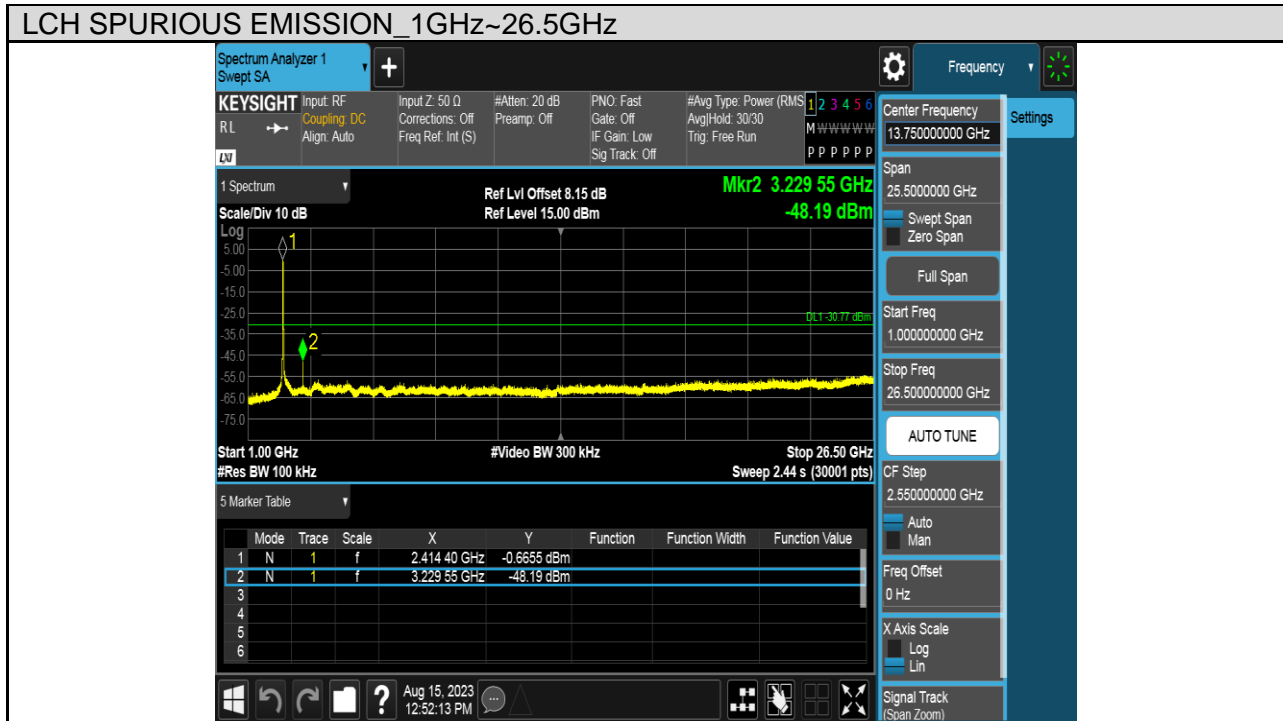 LCH SPURIOUS EMISSION_1GHz~26.5GHz
Spectrum Analyzer 1
Swept SA
+
Frequency
KEYSIGHT
RL
LXI
Input: RF
Coupling: DC
Align: Auto
Input Z: 50 Ω
Corrections: Off
Freq Ref: Int (S)
#Atten: 20 dB
Preamp: Off
PNO: Fast
Gate: Off
IF Gain: Low
Sig Track: Off
#Avg Type: Power (RMS
Avg|Hold: 30/30
Trig: Free Run
1 2 3 4 5 6
M W W W W W
P P P P P P
1 Spectrum
Scale/Div 10 dB
Ref Lvl Offset 8.15 dB
Ref Level 15.00 dBm
Mkr2 3.229 55 GHz
-48.19 dBm
Log
5.00
-5.00
-15.0
-25.0
-35.0
-45.0
-55.0
-65.0
-75.0
1
2
DL1 -30.77 dBm
Start 1.00 GHz
#Video BW 300 kHz
Stop 26.50 GHz
#Res BW 100 kHz
Sweep 2.44 s (30001 pts)
5 Marker Table
Mode Trace Scale X Y Function Function Width Function Value
1 N 1 f 2.414 40 GHz -0.6655 dBm
2 N 1 f 3.229 55 GHz -48.19 dBm
3
4
5
6
?
Aug 15, 2023
12:52:13 PM
Center Frequency
13.750000000 GHz
Settings
Span
25.5000000 GHz
Swept Span
Zero Span
Full Span
Start Freq
1.000000000 GHz
Stop Freq
26.500000000 GHz
AUTO TUNE
CF Step
2.550000000 GHz
Auto
Man
Freq Offset
0 Hz
X Axis Scale
Log
Lin
Signal Track
(Span Zoom)